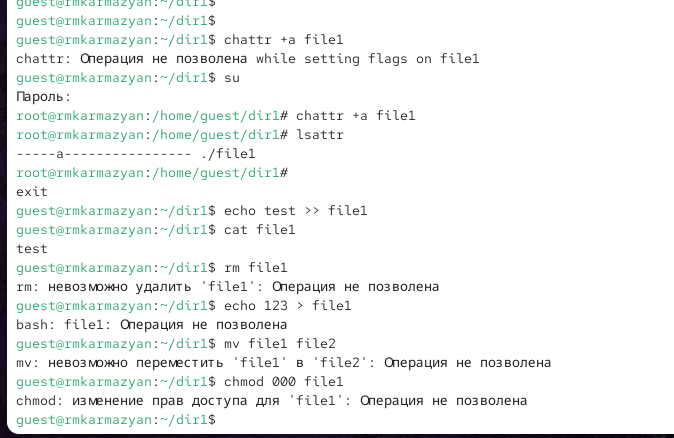 guest@rmkarmazyan:~/dir1$
guest@rmkarmazyan:~/dir1$
guest@rmkarmazyan:~/dir1$ chattr +a file1
chattr: Операция не позволена while setting flags on file1
guest@rmkarmazyan:~/dir1$ su
Пароль:
root@rmkarmazyan:/home/guest/dir1# chattr +a file1
root@rmkarmazyan:/home/guest/dir1# lsattr
-----a---------------- ./file1
root@rmkarmazyan:/home/guest/dir1#
exit
guest@rmkarmazyan:~/dir1$ echo test >> file1
guest@rmkarmazyan:~/dir1$ cat file1
test
guest@rmkarmazyan:~/dir1$ rm file1
rm: невозможно удалить 'file1': Операция не позволена
guest@rmkarmazyan:~/dir1$ echo 123 > file1
bash: file1: Операция не позволена
guest@rmkarmazyan:~/dir1$ mv file1 file2
mv: невозможно переместить 'file1' в 'file2': Операция не позволена
guest@rmkarmazyan:~/dir1$ chmod 000 file1
chmod: изменение прав доступа для 'file1': Операция не позволена
guest@rmkarmazyan:~/dir1$